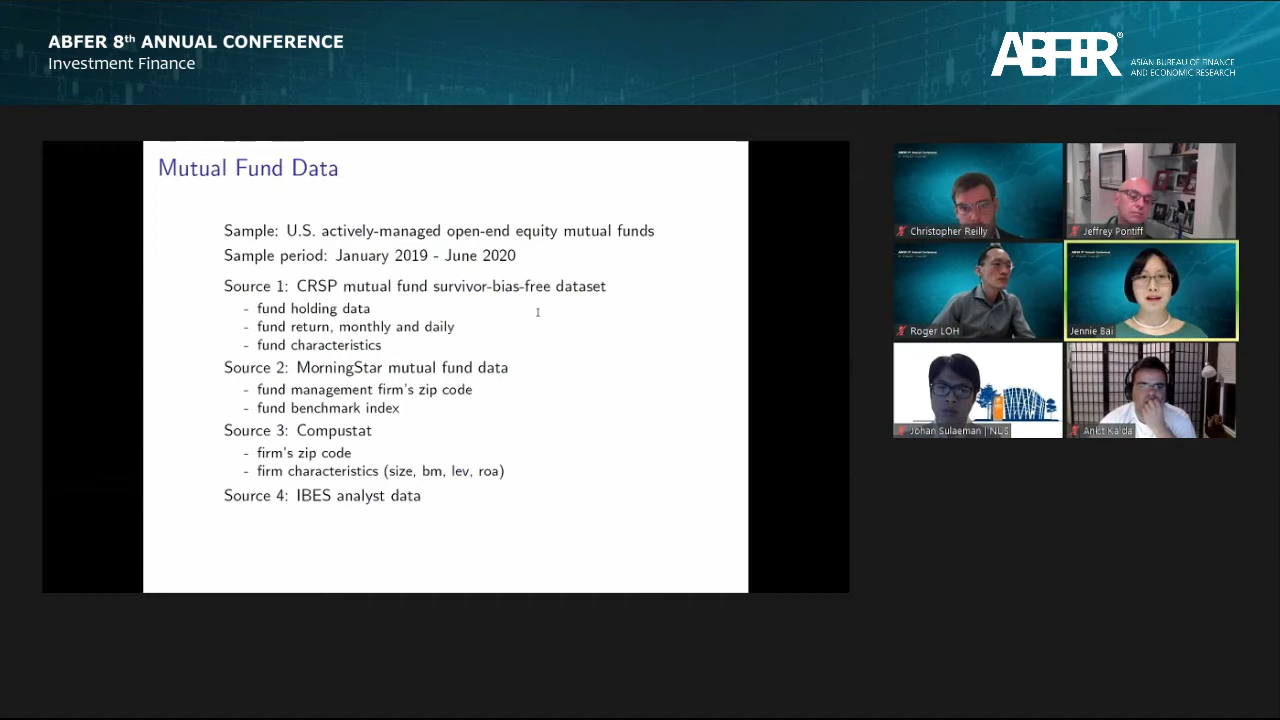 ABFER 8th ANNUAL CONFERENCE
Investment Finance
ABFER®
ASIAN BUREAU OF FINANCE
AND ECONOMIC RESEARCH
Mutual Fund Data
Sample: U.S. actively-managed open-end equity mutual funds
Sample period: January 2019 - June 2020
Source 1: CRSP mutual fund survivor-bias-free dataset
- fund holding data
- fund return, monthly and daily
- fund characteristics
Source 2: MorningStar mutual fund data
- fund management firm's zip code
- fund benchmark index
Source 3: Compustat
- firm's zip code
- firm characteristics (size, bm, lev, roa)
Source 4: IBES analyst data
Christopher Reilly
Jeffrey Pontiff
Roger LOH
Jennie Bai
Johan Sulaeman | NUS
Ankit Kalda